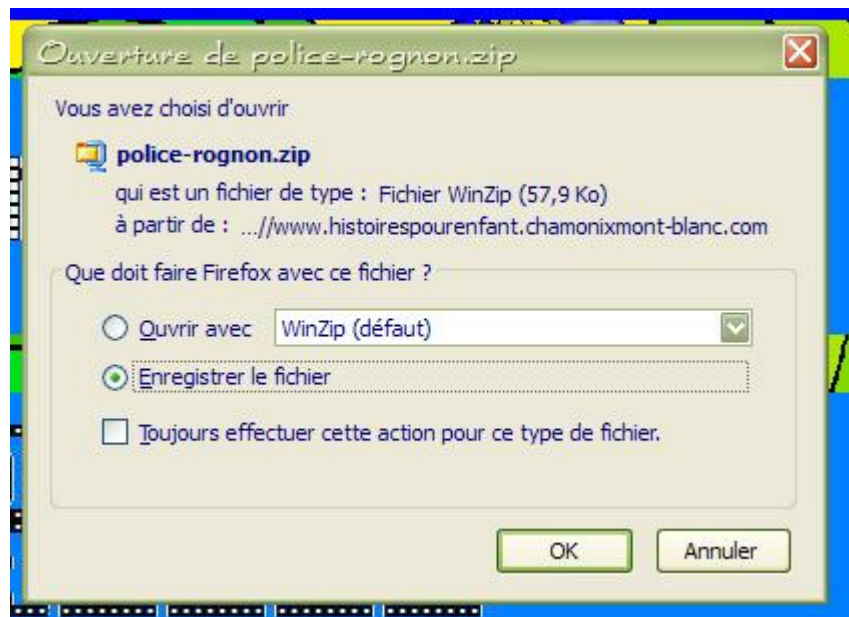 Ouverture de police-rognon.zip
Vous avez choisi d'ouvrir
police-rognon.zip
qui est un fichier de type : Fichier WinZip (57,9 Ko)
à partir de : ...//www.histoirespourenfant.chamonixmont-blanc.com
Que doit faire Firefox avec ce fichier ?
Ouvrir avec WinZip (défaut)
Enregistrer le fichier
Toujours effectuer cette action pour ce type de fichier.
OK Annuler